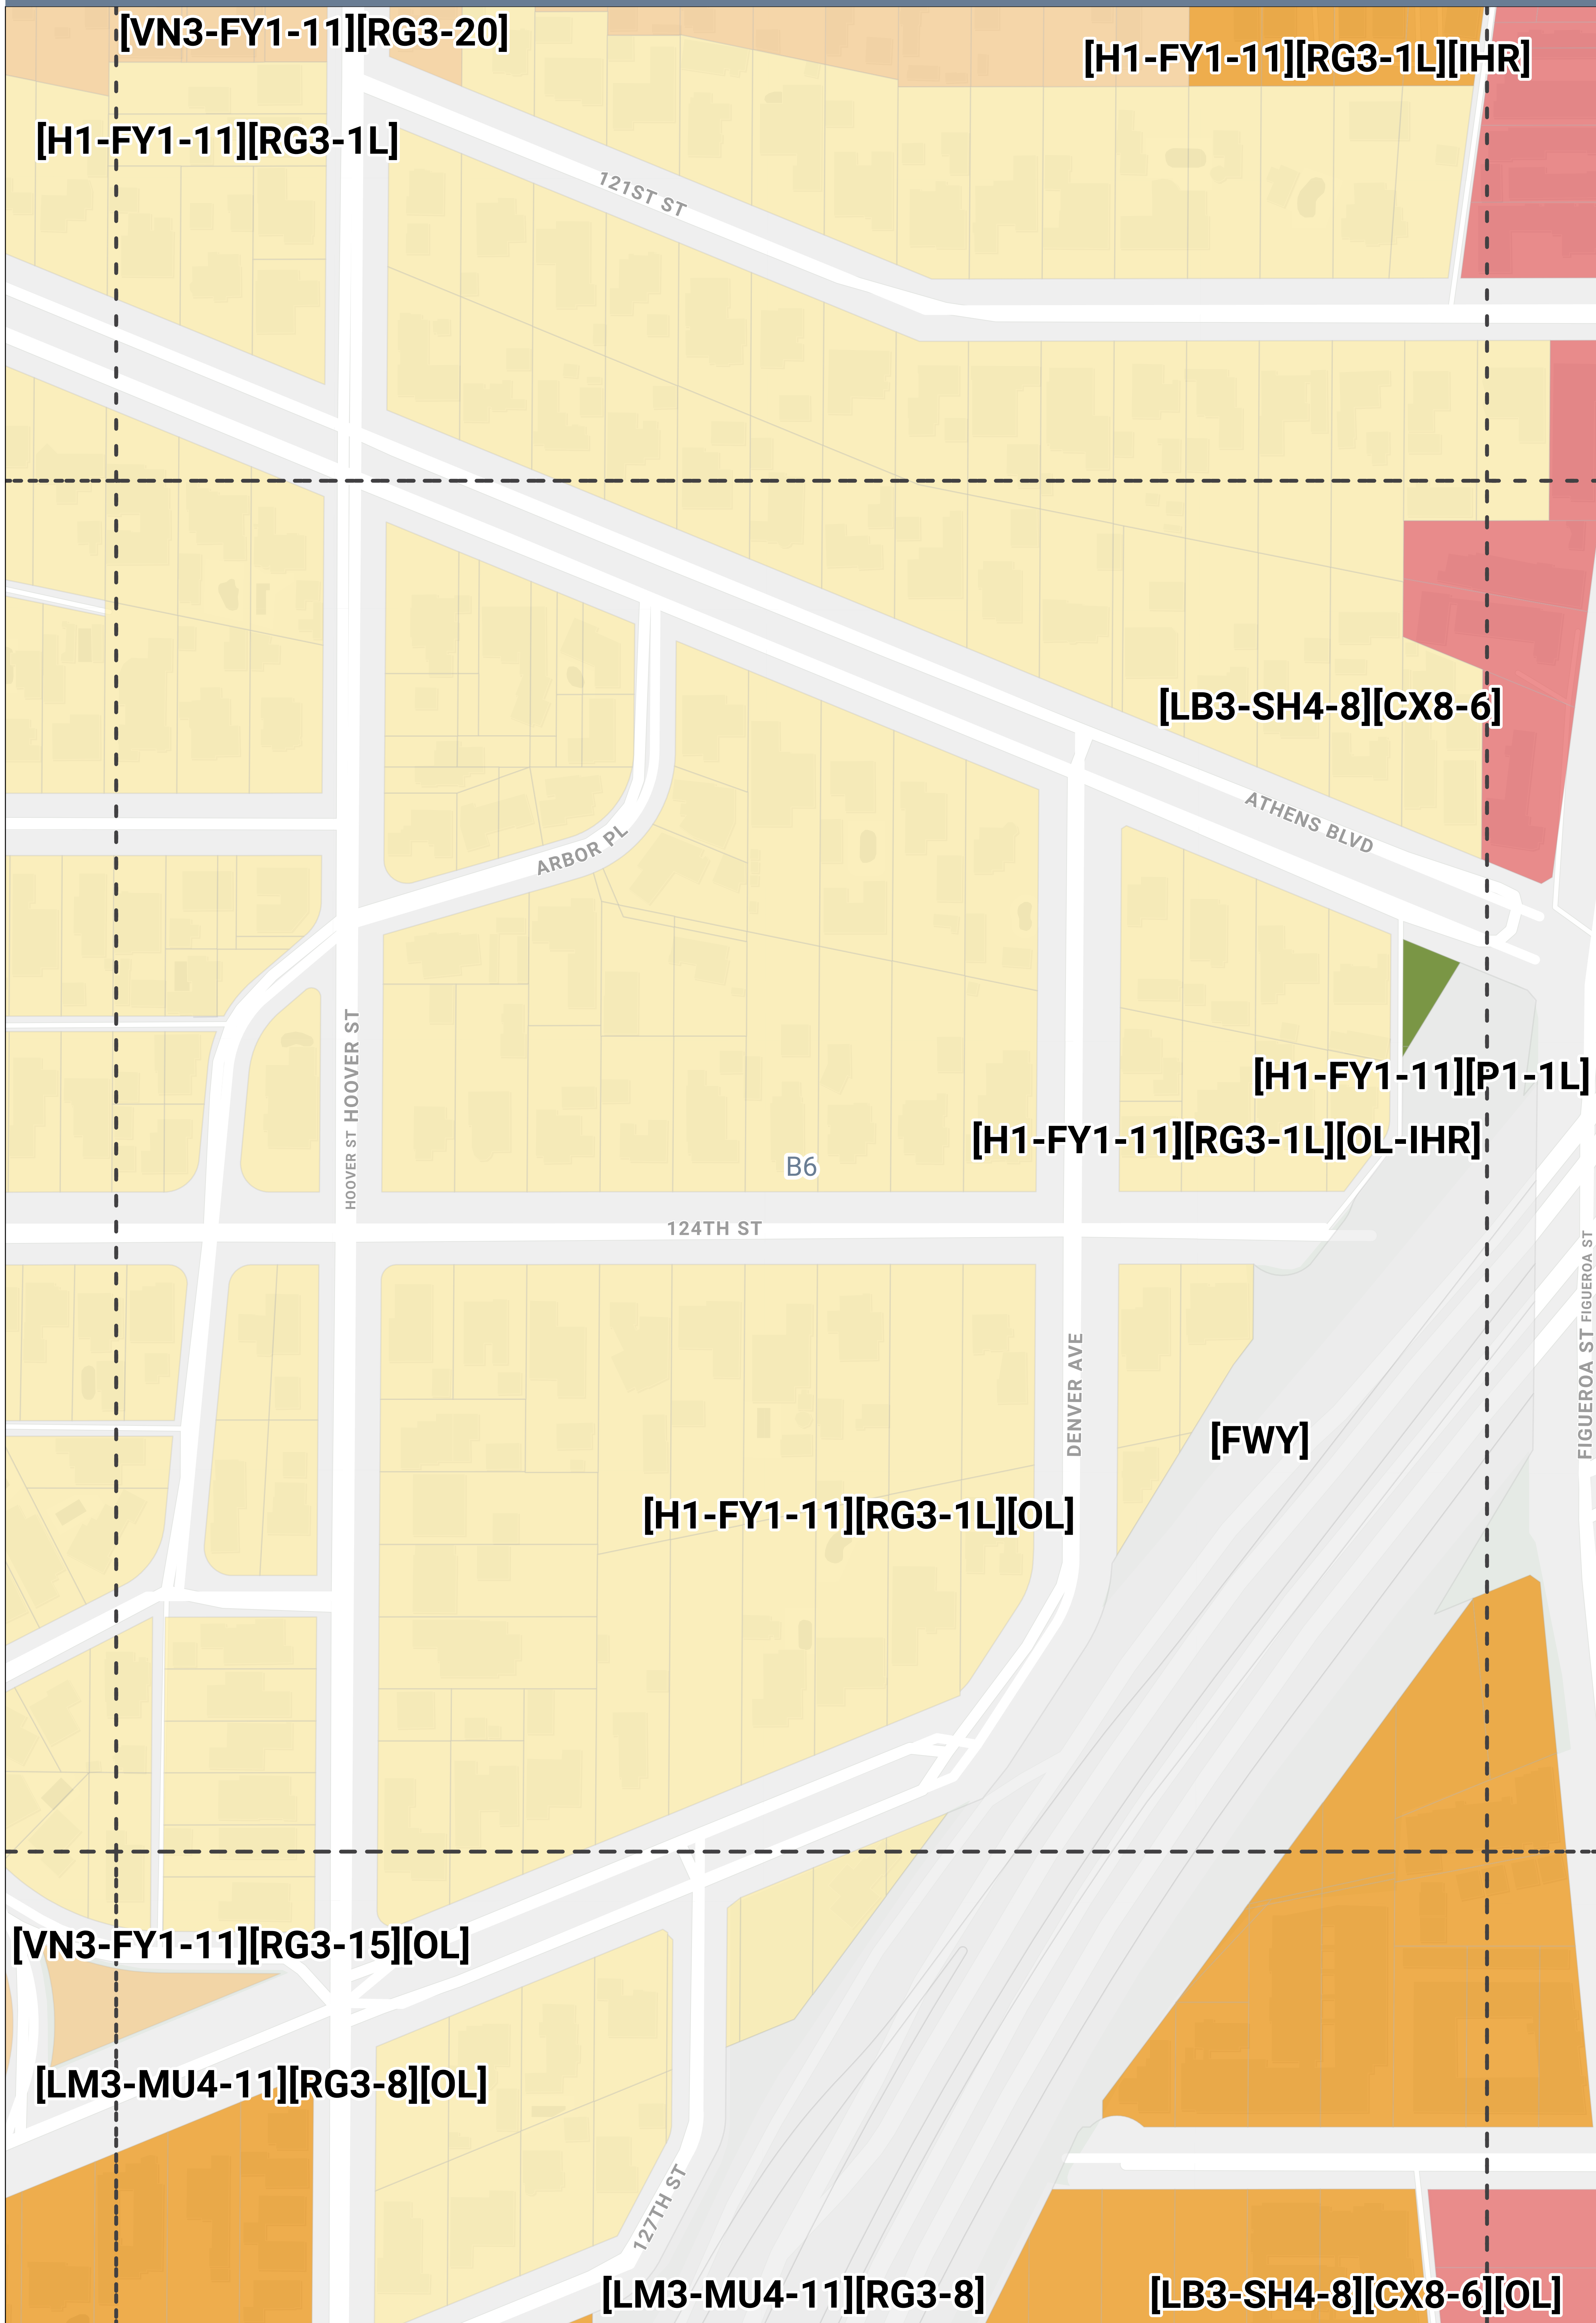 [VN3-FY1-11][RG3-20]
[H1-FY1-11][RG3-1L][IHR]
[H1-FY1-11][RG3-1L]
121ST ST
[LB3-SH4-8][CX8-6]
ATHENS BLVD
ARBOR PL
HOOVER ST
HOOVER ST
[H1-FY1-11][P1-1L]
[H1-FY1-11][RG3-1L][OL-IHR]
B6
124TH ST
FIGUEROA ST
FIGUEROA ST
DENVER AVE
[FWY]
[H1-FY1-11][RG3-1L][OL]
[VN3-FY1-11][RG3-15][OL]
[LM3-MU4-11][RG3-8][OL]
127TH ST
[LM3-MU4-11][RG3-8]
[LB3-SH4-8][CX8-6][OL]